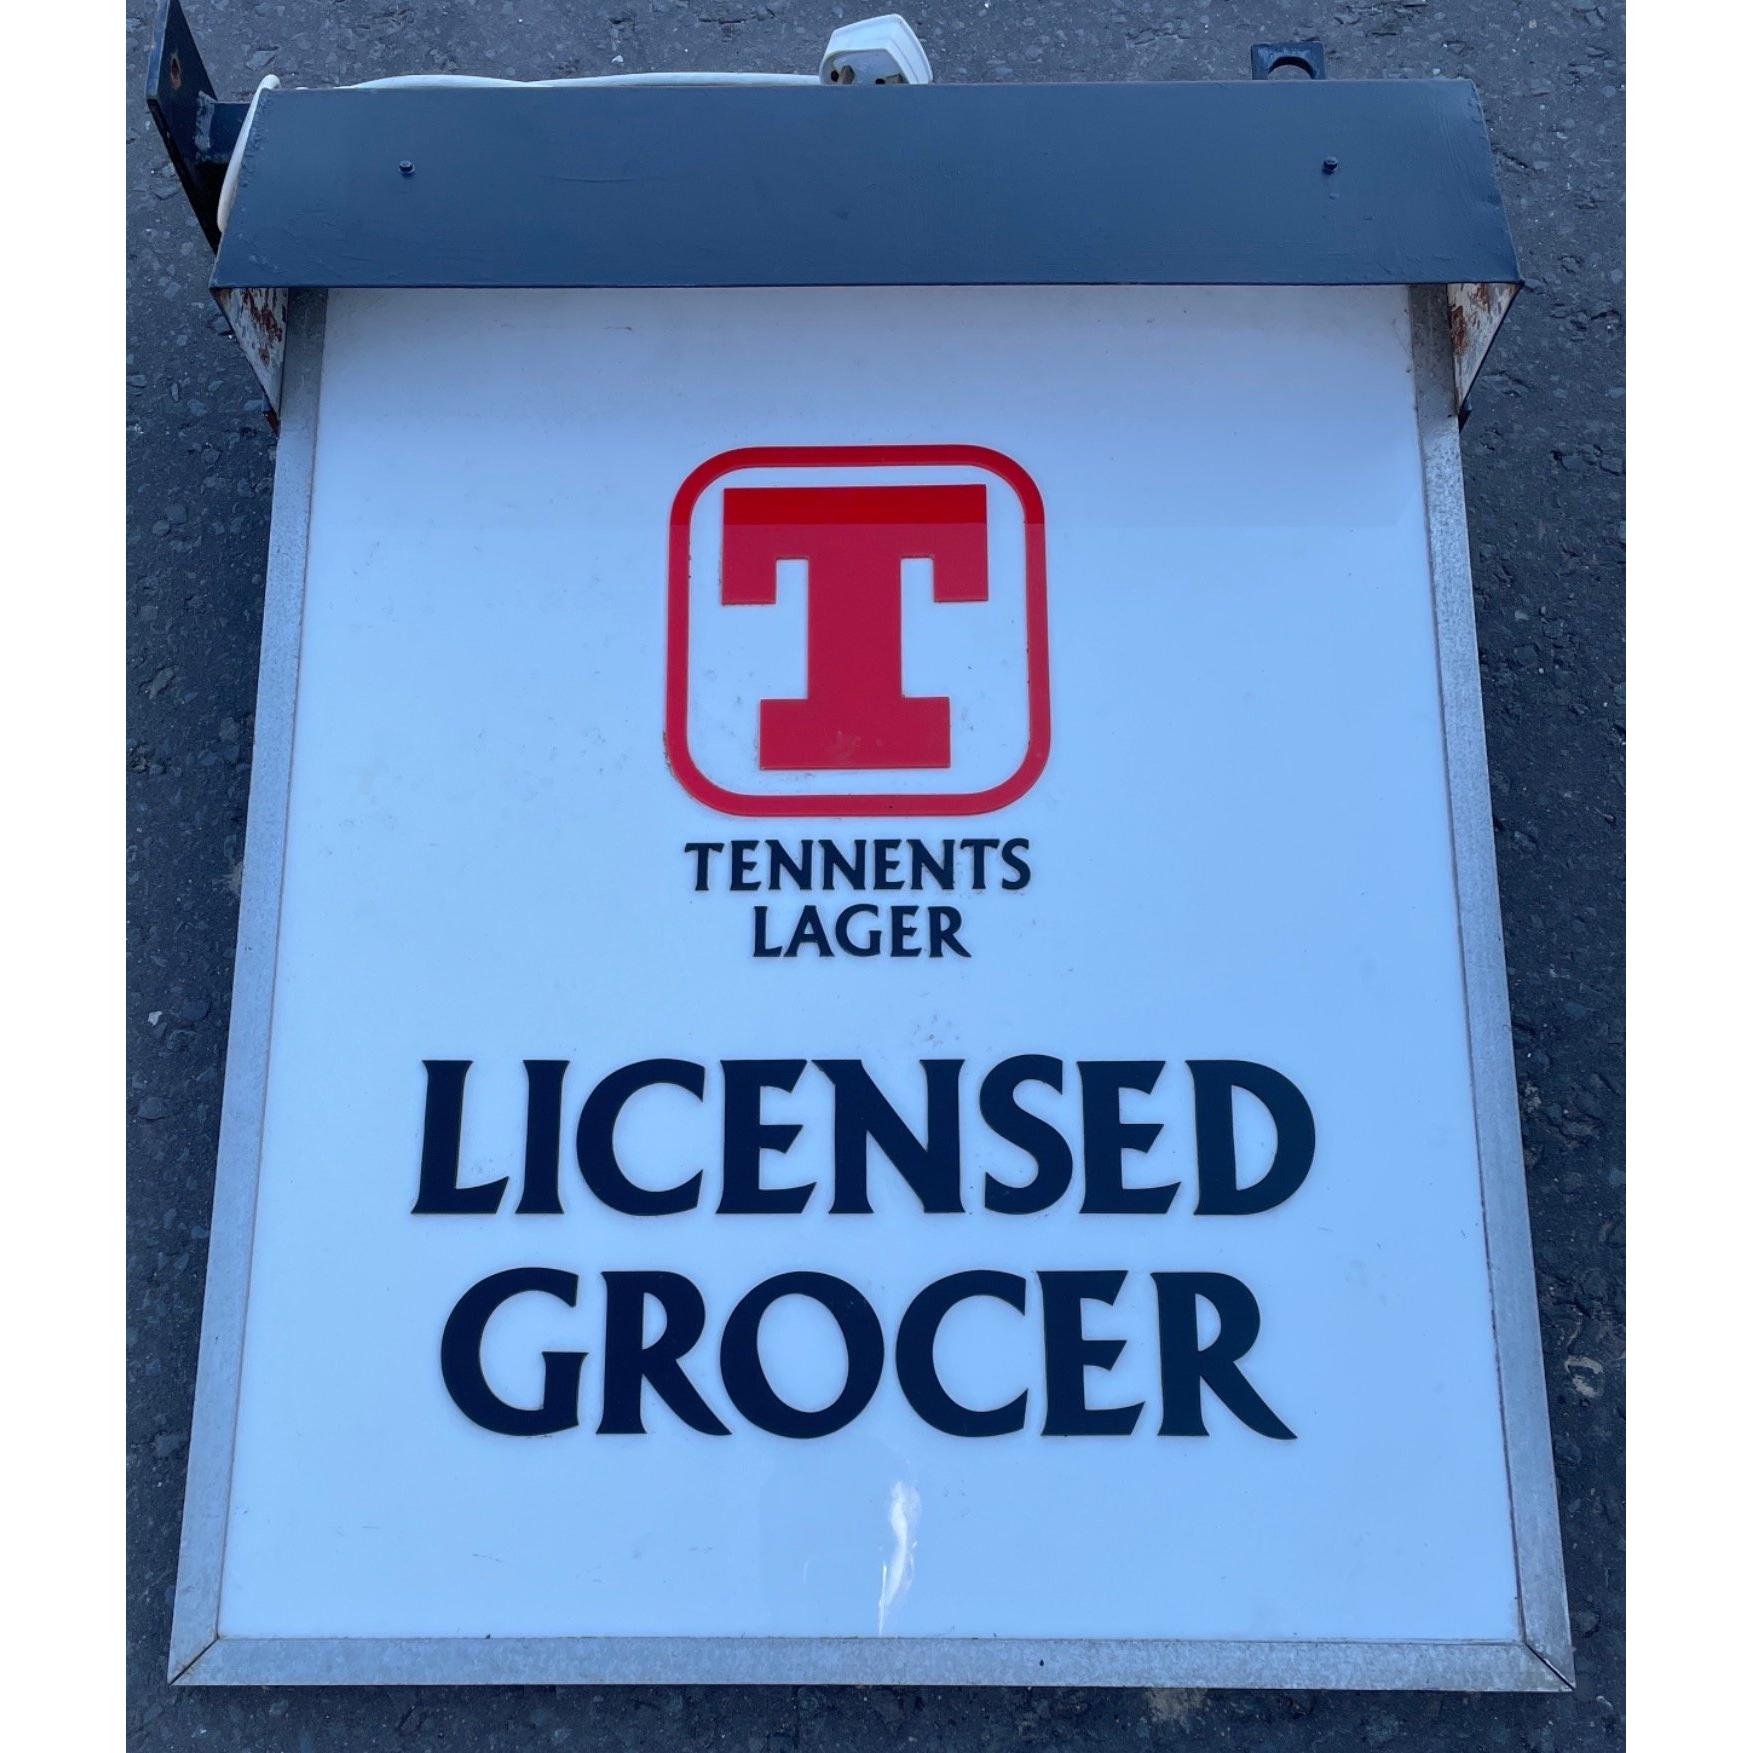 T
TENNENTS
LAGER
LICENSED
GROCER